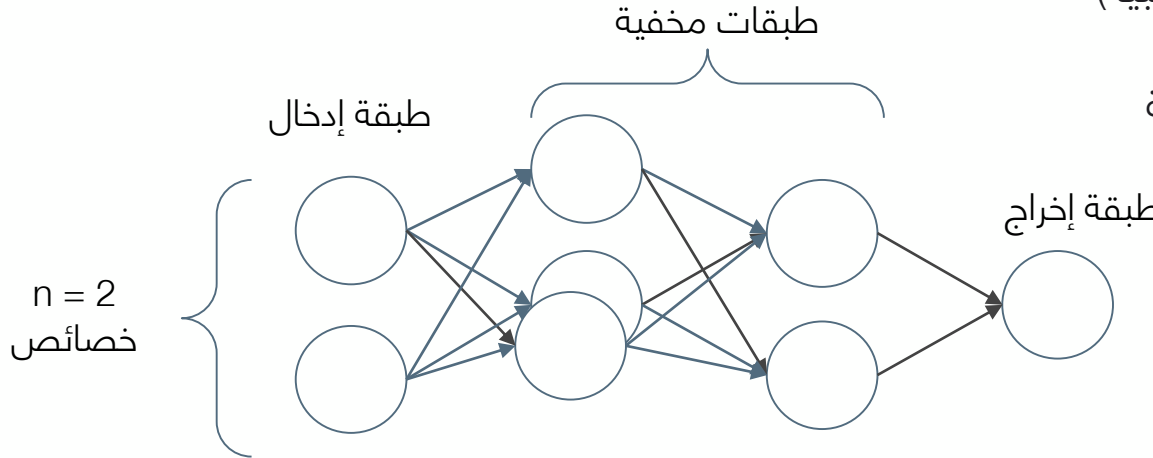 طبقات مخفية
طبقة إدخال
طبقة إخراج
n = 2
خصائص